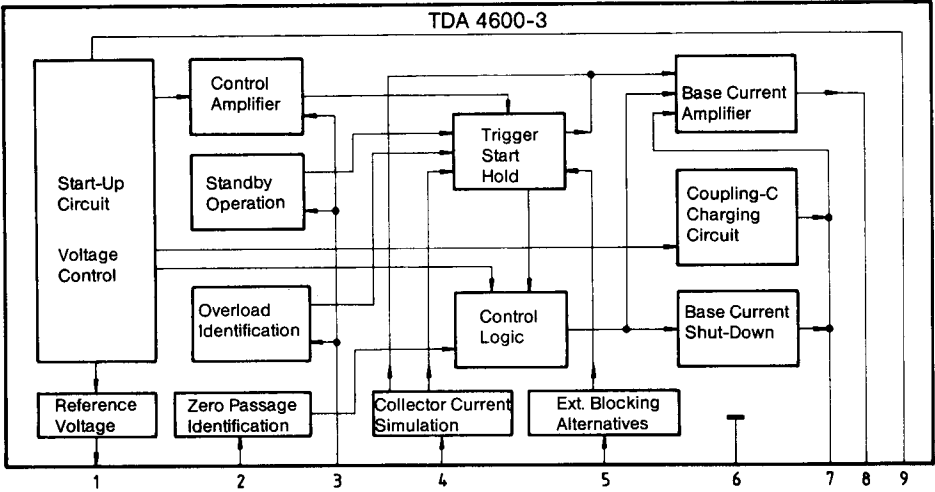 TDA 4600-3
Start-Up
Circuit
Voltage
Control
Control
Amplifier
Standby
Operation
Overload
Identification
Trigger
Start
Hold
Control
Logic
Base Current
Amplifier
Coupling-C
Charging
Circuit
Base Current
Shut-Down
Reference
Voltage
Zero Passage
Identification
Collector Current
Simulation
Ext. Blocking
Alternatives
1 2 3 4 5 6 7 8 9